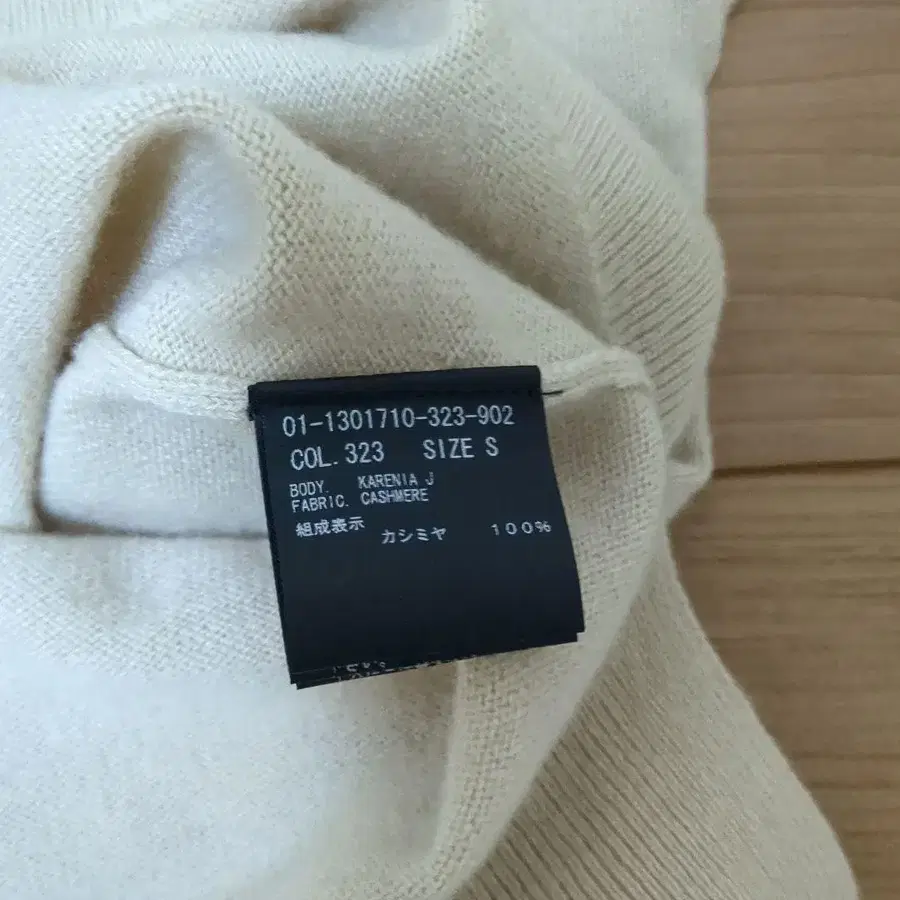 01-1301710-323-902
COL. 323 SIZE S
BODY. KARENIA J
FABRIC. CASHMERE
組成表示
カシミヤ 100%